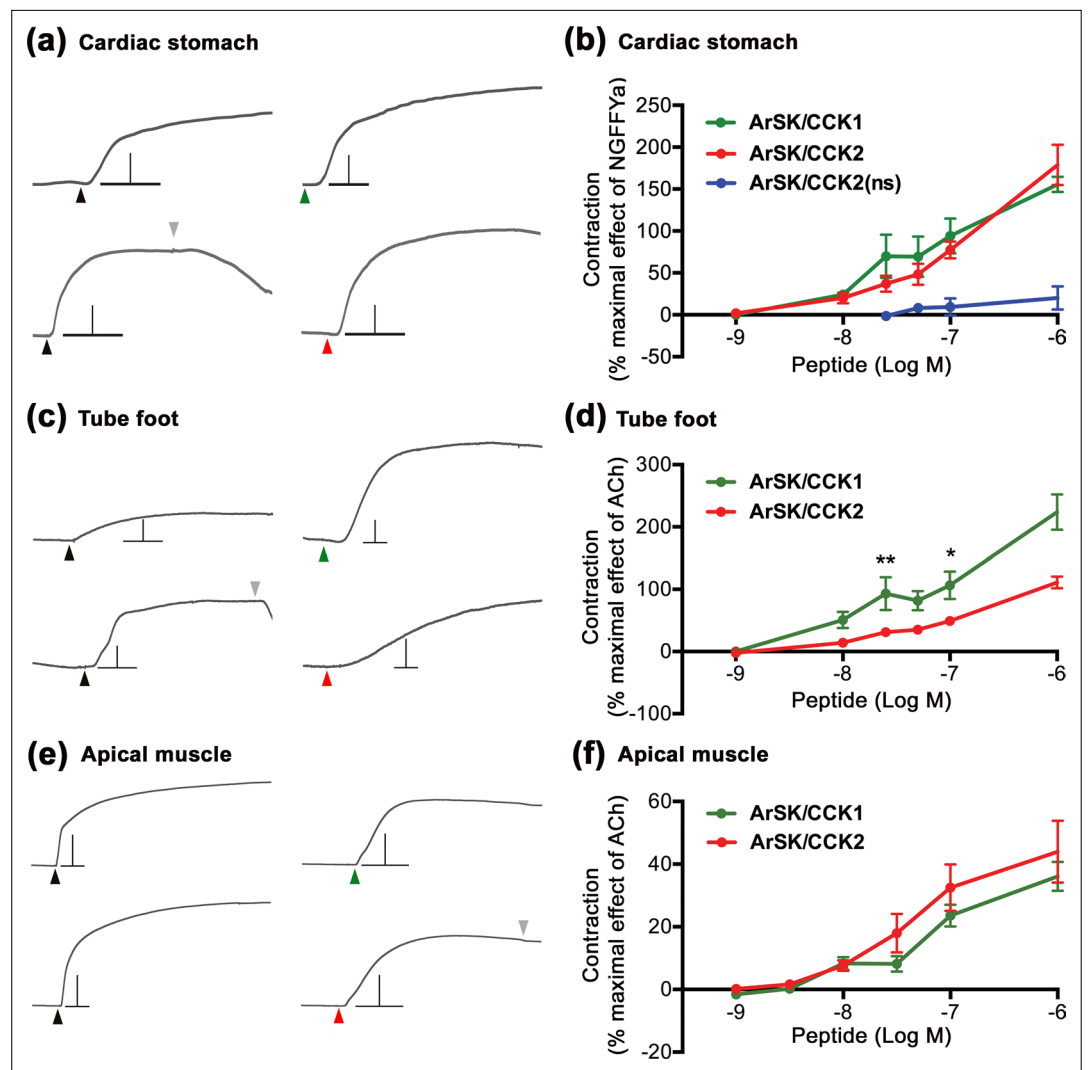 (a) Cardiac stomach
(b) Cardiac stomach
Contraction
(% maximal effect of NGFFYa)
250
200
150
100
50
0
-50
ArSK/CCK1
ArSK/CCK2
ArSK/CCK2(ns)
-9
-8
-7
-6
Peptide (Log M)
(c) Tube foot
(d) Tube foot
Contraction
(% maximal effect of ACh)
300
200
100
0
-100
ArSK/CCK1
ArSK/CCK2
**
*
-9
-8
-7
-6
Peptide (Log M)
(e) Apical muscle
(f) Apical muscle
Contraction
(% maximal effect of ACh)
60
40
20
0
-20
ArSK/CCK1
ArSK/CCK2
-9
-8
-7
-6
Peptide (Log M)